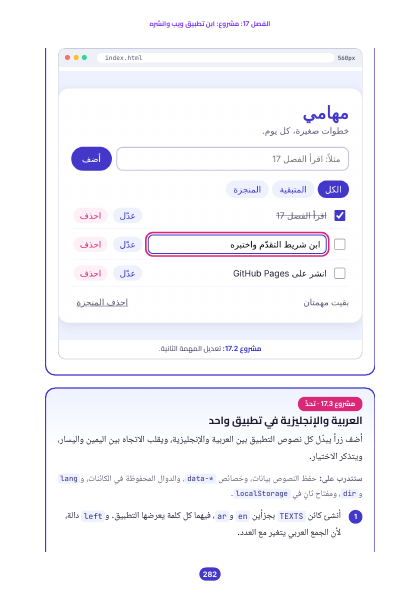 الفصل 17: مشروع: ابن تطبيق ويب وانشره
index.html
560px
مهامي
خطوات صغيرة، كل يوم.
مثلاً: اقرأ الفصل 17
أضف
الكل المتبقية المنجزة
اقرأ الفصل 17 عدّل احذف
ابن شريط التقدّم واختبره عدّل احذف
انشر على GitHub Pages عدّل احذف
بقيت مهمتان احذف المنجزة
مشروع 17.2: تعديل المهمة الثانية.
مشروع 17.3 · تحدٍّ
العربية والإنجليزية في تطبيق واحد
أضف زراً يبدّل كل نصوص التطبيق بين العربية والإنجليزية، ويقلب الاتجاه بين اليمين واليسار،
ويتذكر الاختيار.
ستتدرب على: حفظ النصوص بيانات، وخصائص data-*، والدوال المحفوظة في الكائنات، و lang
و dir، ومفتاح ثانٍ في localStorage.
1 أنشئ كائن TEXTS بجزأين en و ar، فيهما كل كلمة يعرضها التطبيق. و left دالة،
لأن الجمع العربي يتغير مع العدد.
282